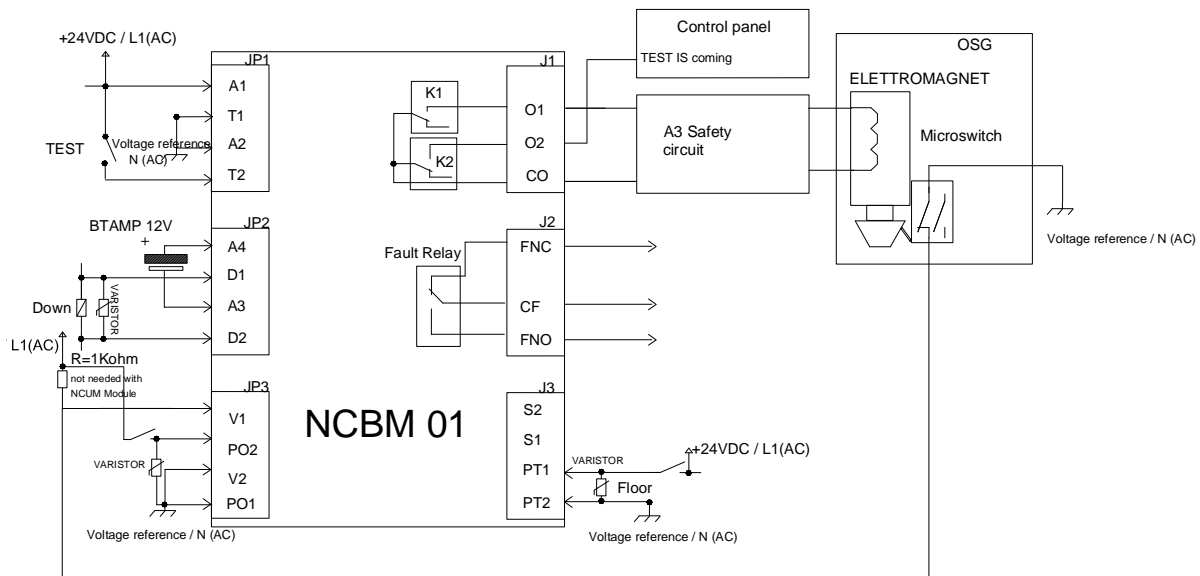 +24VDC / L1(AC)
TEST
Voltage reference
N (AC)
JP1
A1
T1
A2
T2
BTAMP 12V
+
Down
VARISTOR
JP2
A4
D1
A3
D2
L1(AC)
R=1Kohm
not needed with
NCUM Module
VARISTOR
JP3
V1
PO2
V2
PO1
Voltage reference / N (AC)
NCBM 01
K1
K2
J1
O1
O2
CO
Fault Relay
J2
FNC
CF
FNO
J3
S2
S1
PT1
PT2
VARISTOR
Floor
+24VDC / L1(AC)
Voltage reference / N (AC)
Control panel
TEST IS coming
A3 Safety
circuit
OSG
ELETTROMAGNET
Microswitch
Voltage reference / N (AC)